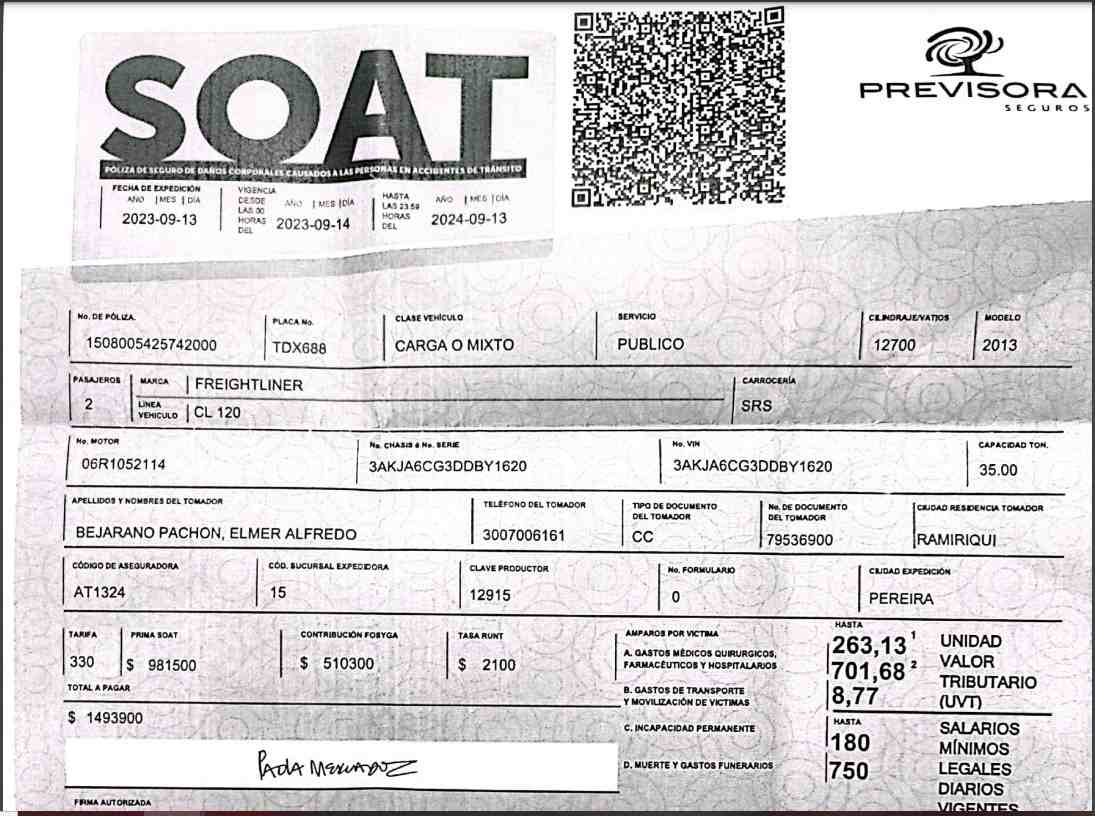 SOAT
PREVISORA
SEGUROS
PÓLIZA DE SEGURO DE DAÑOS CORPORALES CAUSADOS A LAS PERSONAS EN ACCIDENTES DE TRÁNSITO
FECHA DE EXPEDICIÓN
AÑO | MES | DÍA
2023-09-13
VIGENCIA
DESDE
LAS 00
HORAS
DEL
AÑO | MES | DÍA
2023-09-14
HASTA
LAS 23:59
HORAS
DEL
AÑO | MES | DÍA
2024-09-13
No. DE PÓLIZA.
1508005425742000
PLACA No.
TDX688
CLASE VEHÍCULO
CARGA O MIXTO
SERVICIO
PUBLICO
CILINDRAJE/VATIOS
12700
MODELO
2013
PASAJEROS
2
MARCA
FREIGHTLINER
LÍNEA
VEHICULO
CL 120
CARROCERÍA
SRS
No. MOTOR
06R1052114
No. CHASIS ó No. SERIE
3AKJA6CG3DDBY1620
No. VIN
3AKJA6CG3DDBY1620
CAPACIDAD TON.
35.00
APELLIDOS Y NOMBRES DEL TOMADOR
BEJARANO PACHON, ELMER ALFREDO
TELÉFONO DEL TOMADOR
3007006161
TIPO DE DOCUMENTO
DEL TOMADOR
CC
No. DE DOCUMENTO
DEL TOMADOR
79536900
CIUDAD RESIDENCIA TOMADOR
RAMIRIQUI
CÓDIGO DE ASEGURADORA
AT1324
CÓD. SUCURSAL EXPEDIDORA
15
CLAVE PRODUCTOR
12915
No. FORMULARIO
0
CIUDAD EXPEDICIÓN
PEREIRA
TARIFA
330
PRIMA SOAT
$ 981500
CONTRIBUCIÓN FOSYGA
$ 510300
TASA RUNT
$ 2100
TOTAL A PAGAR
$ 1493900
AMPAROS POR VICTIMA
A. GASTOS MÉDICOS QUIRURGICOS,
FARMACÉUTICOS Y HOSPITALARIOS
B. GASTOS DE TRANSPORTE
Y MOVILIZACIÓN DE VICTIMAS
C. INCAPACIDAD PERMANENTE
D. MUERTE Y GASTOS FUNERARIOS
HASTA
263,13 1
701,68 2
8,77
UNIDAD
VALOR
TRIBUTARIO
(UVT)
HASTA
180
750
SALARIOS
MÍNIMOS
LEGALES
DIARIOS
VIGENTES
FIRMA AUTORIZADA